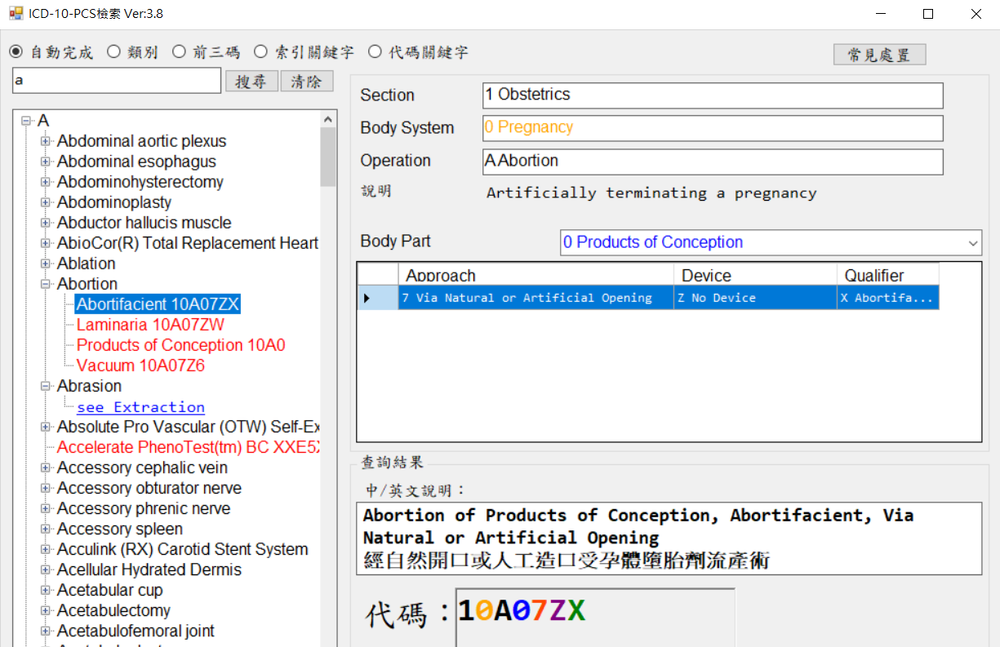 ICD-10-PCS檢索 Ver:3.8
自動完成 類別 前三碼 索引關鍵字 代碼關鍵字
常見處置
a
搜尋 清除
A
Abdominal aortic plexus
Abdominal esophagus
Abdominohysterectomy
Abdominoplasty
Abductor hallucis muscle
AbioCor(R) Total Replacement Heart
Ablation
Abortion
Abortifacient 10A07ZX
Laminaria 10A07ZW
Products of Conception 10A0
Vacuum 10A07Z6
Abrasion
see Extraction
Absolute Pro Vascular (OTW) Self-Ex
Accelerate PhenoTest(tm) BC XXE5X
Accessory cephalic vein
Accessory obturator nerve
Accessory phrenic nerve
Accessory spleen
Acculink (RX) Carotid Stent System
Acellular Hydrated Dermis
Acetabular cup
Acetabulectomy
Acetabulofemoral joint
Section
1 Obstetrics
Body System
0 Pregnancy
Operation
A Abortion
說明
Artificially terminating a pregnancy
Body Part
0 Products of Conception
Approach Device Qualifier
7 Via Natural or Artificial Opening Z No Device X Abortifa...
查詢結果
中/英文說明：
Abortion of Products of Conception, Abortifacient, Via
Natural or Artificial Opening
經自然開口或人工造口受孕體墮胎劑流產術
代碼：10A07ZX